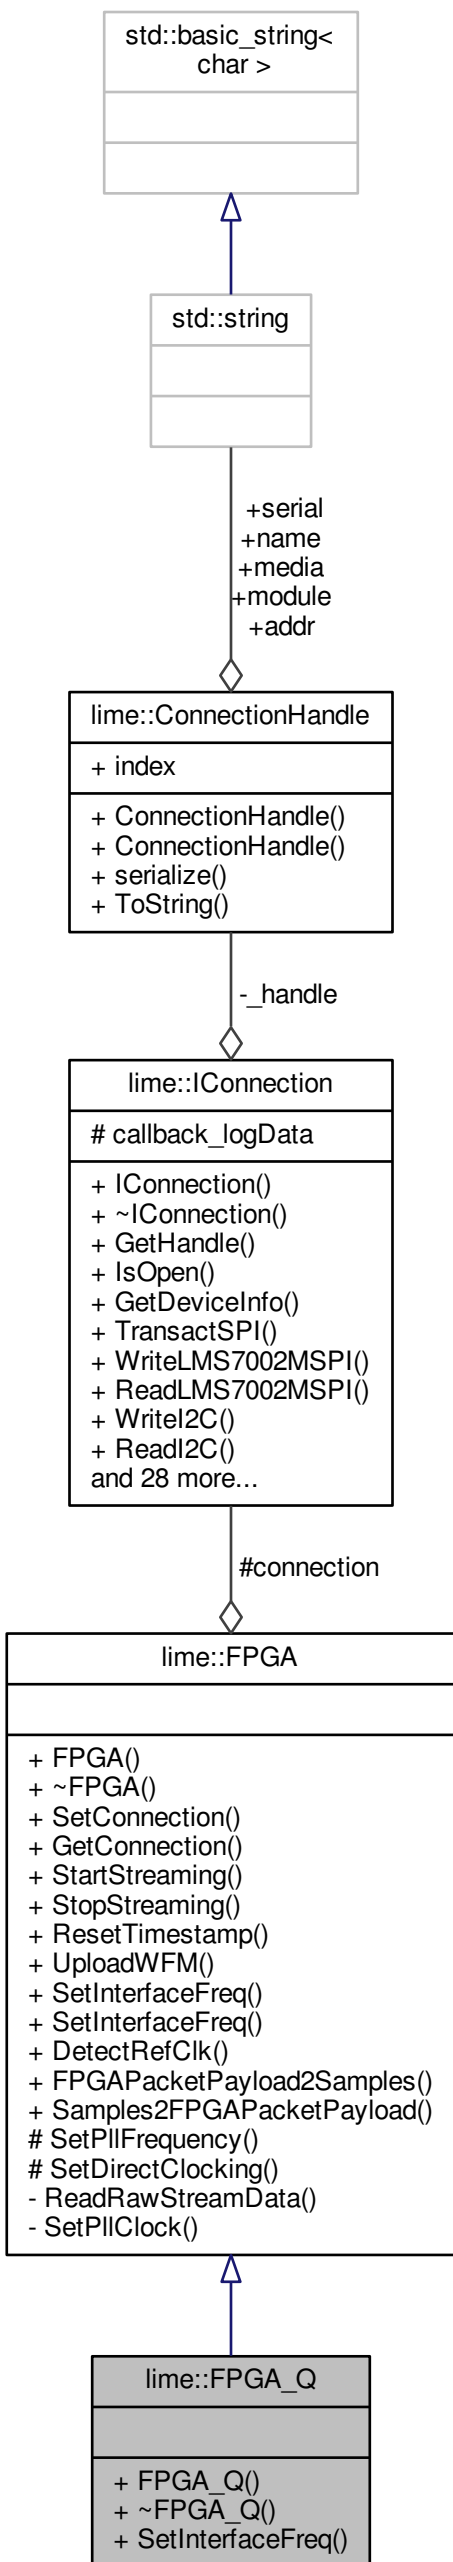 std::basic_string<
char >
std::string
+serial
+name
+media
+module
+addr
lime::ConnectionHandle
+ index
+ ConnectionHandle()
+ ConnectionHandle()
+ serialize()
+ ToString()
-_handle
lime::IConnection
# callback_logData
+ IConnection()
+ ~IConnection()
+ GetHandle()
+ IsOpen()
+ GetDeviceInfo()
+ TransactSPI()
+ WriteLMS7002MSPI()
+ ReadLMS7002MSPI()
+ WriteI2C()
+ ReadI2C()
and 28 more...
#connection
lime::FPGA
+ FPGA()
+ ~FPGA()
+ SetConnection()
+ GetConnection()
+ StartStreaming()
+ StopStreaming()
+ ResetTimestamp()
+ UploadWFM()
+ SetInterfaceFreq()
+ SetInterfaceFreq()
+ DetectRefClk()
+ FPGAPacketPayload2Samples()
+ Samples2FPGAPacketPayload()
# SetPllFrequency()
# SetDirectClocking()
- ReadRawStreamData()
- SetPllClock()
lime::FPGA_Q
+ FPGA_Q()
+ ~FPGA_Q()
+ SetInterfaceFreq()